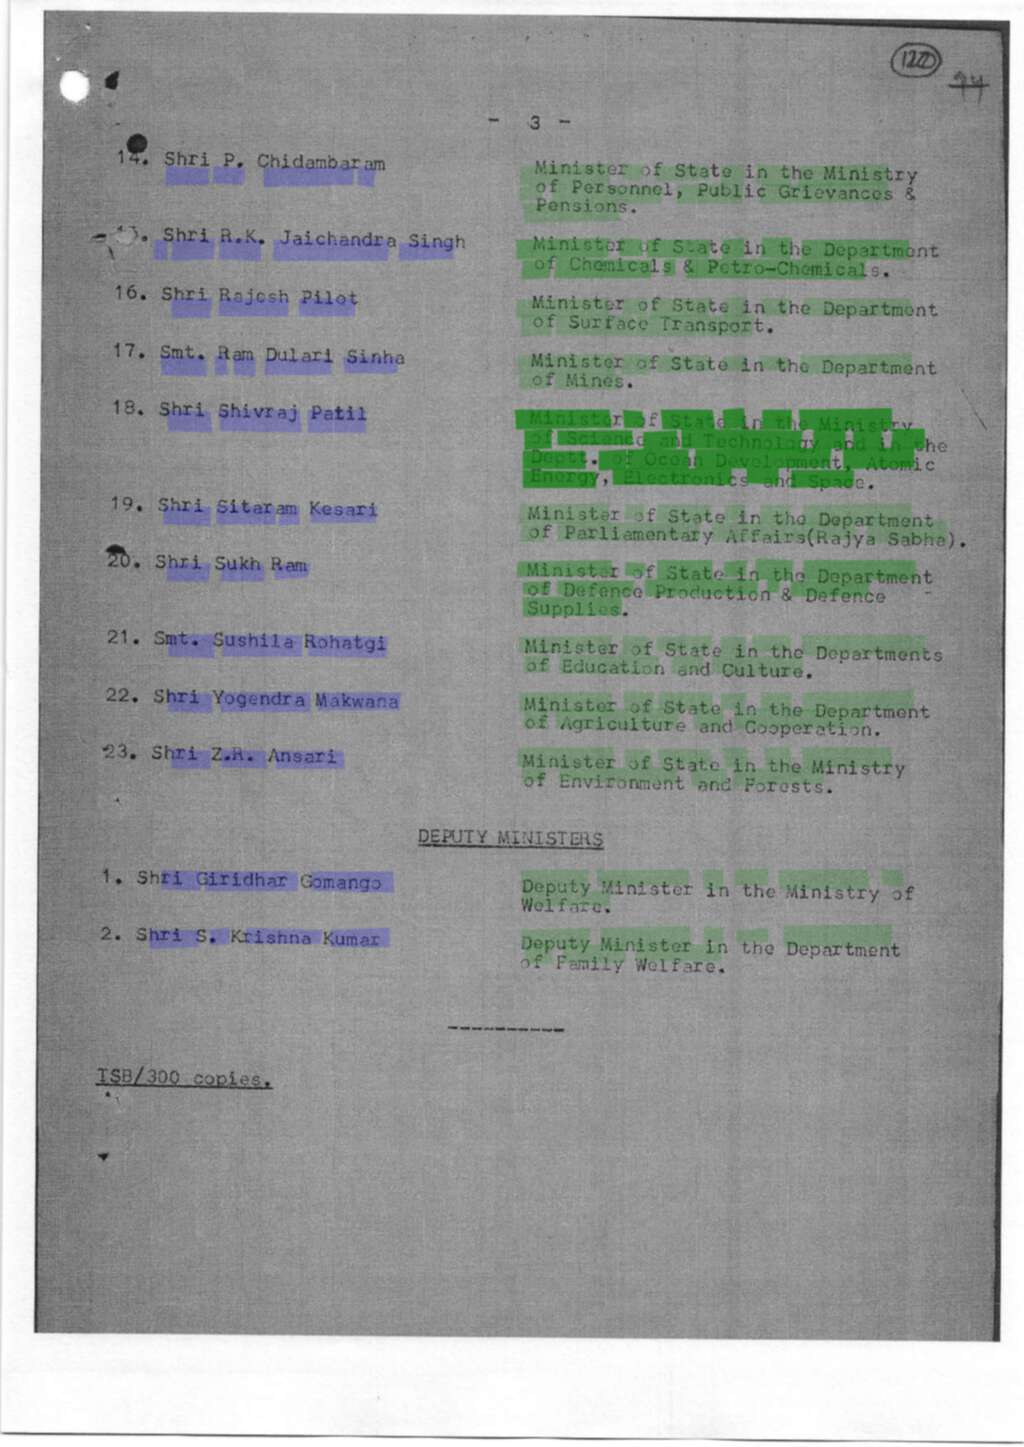 122
94
- 3 -
14. Shri P. Chidambaram
Minister of State in the Ministry
of Personnel, Public Grievances &
Pensions.
15. Shri R.K. Jaichandra Singh
Minister of State in the Department
of Chemicals & Petro-Chemicals.
16. Shri Rajesh Pilot
Minister of State in the Department
of Surface Transport.
17. Smt. Ram Dulari Sinha
Minister of State in the Department
of Mines.
18. Shri Shivraj Patil
Minister of State in the Ministry
of Science and Technology and in the
Deptt. of Ocean Development, Atomic
Energy, Electronics and Space.
19. Shri Sitaram Kesari
Minister of State in the Department
of Parliamentary Affairs(Rajya Sabha).
20. Shri Sukh Ram
Minister of State in the Department
of Defence Production & Defence
Supplies.
21. Smt. Sushila Rohatgi
Minister of State in the Departments
of Education and Culture.
22. Shri Yogendra Makwana
Minister of State in the Department
of Agriculture and Cooperation.
23. Shri Z.R. Ansari
Minister of State in the Ministry
of Environment and Forests.
DEPUTY MINISTERS
1. Shri Giridhar Gomango
Deputy Minister in the Ministry of
Welfare.
2. Shri S. Krishna Kumar
Deputy Minister in the Department
of Family Welfare.
------------
TSB/300 copies.